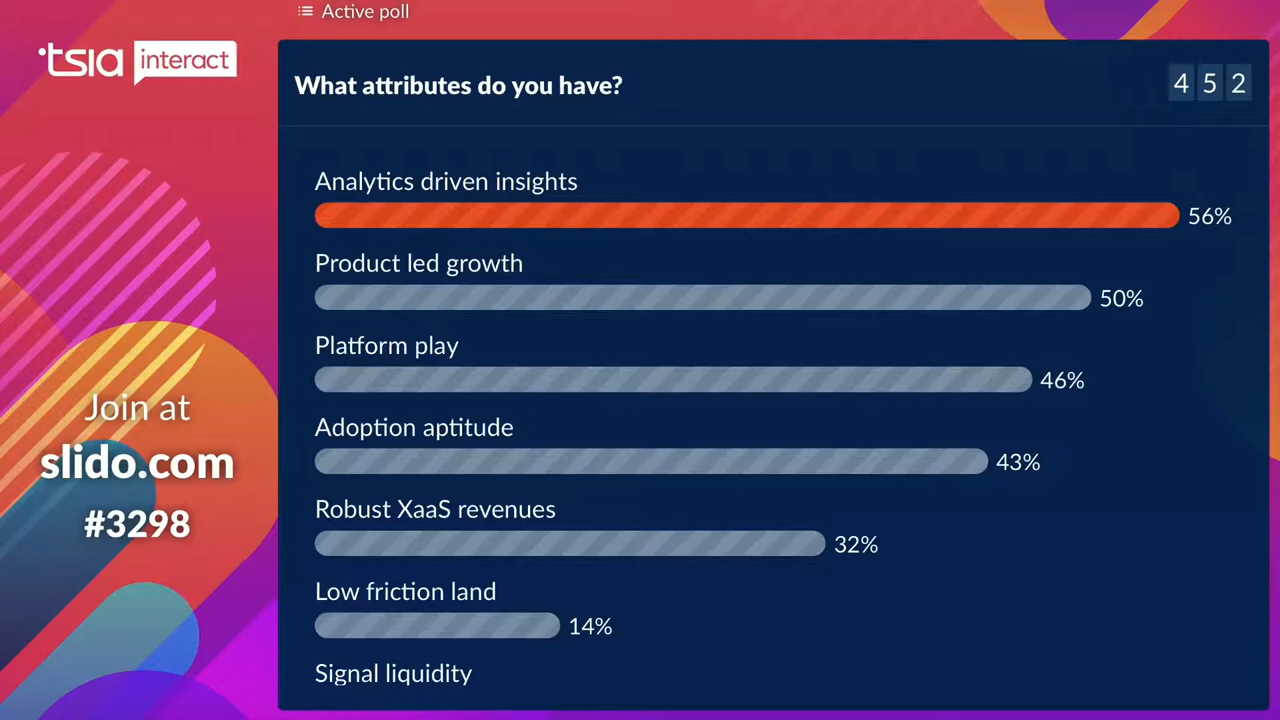 Active poll
tsia interact
What attributes do you have?
4 5 2
Analytics driven insights
56%
Product led growth
50%
Platform play
46%
Adoption aptitude
43%
Robust XaaS revenues
32%
Low friction land
14%
Signal liquidity
Join at
slido.com
#3298